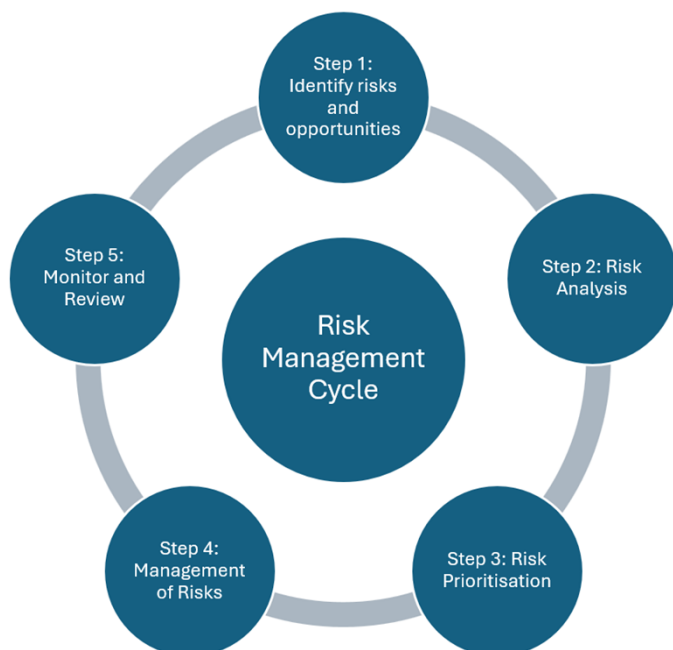 Step 1:
Identify risks
and
opportunities
Step 2: Risk
Analysis
Step 3: Risk
Prioritisation
Step 4:
Management
of Risks
Step 5:
Monitor and
Review
Risk
Management
Cycle